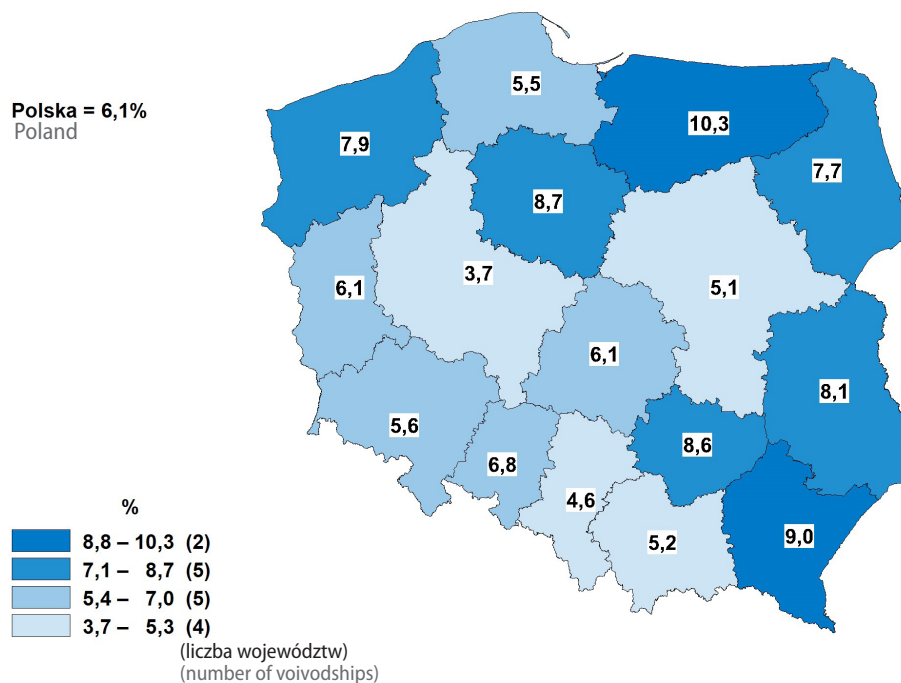 Polska = 6,1%
Poland
5,5
10,3
7,9
7,7
8,7
3,7
5,1
6,1
6,1
8,1
5,6
8,6
6,8
4,6
5,2
9,0
%
8,8 – 10,3 (2)
7,1 – 8,7 (5)
5,4 – 7,0 (5)
3,7 – 5,3 (4)
(liczba województw)
(number of voivodships)